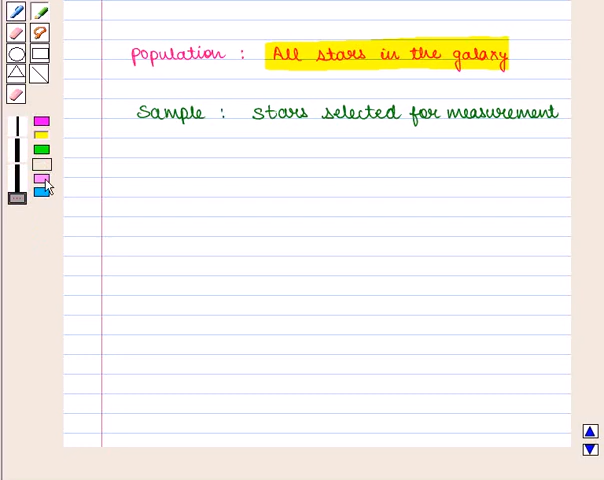 Population : All stars in the galaxy
Sample : Stars selected for measurement